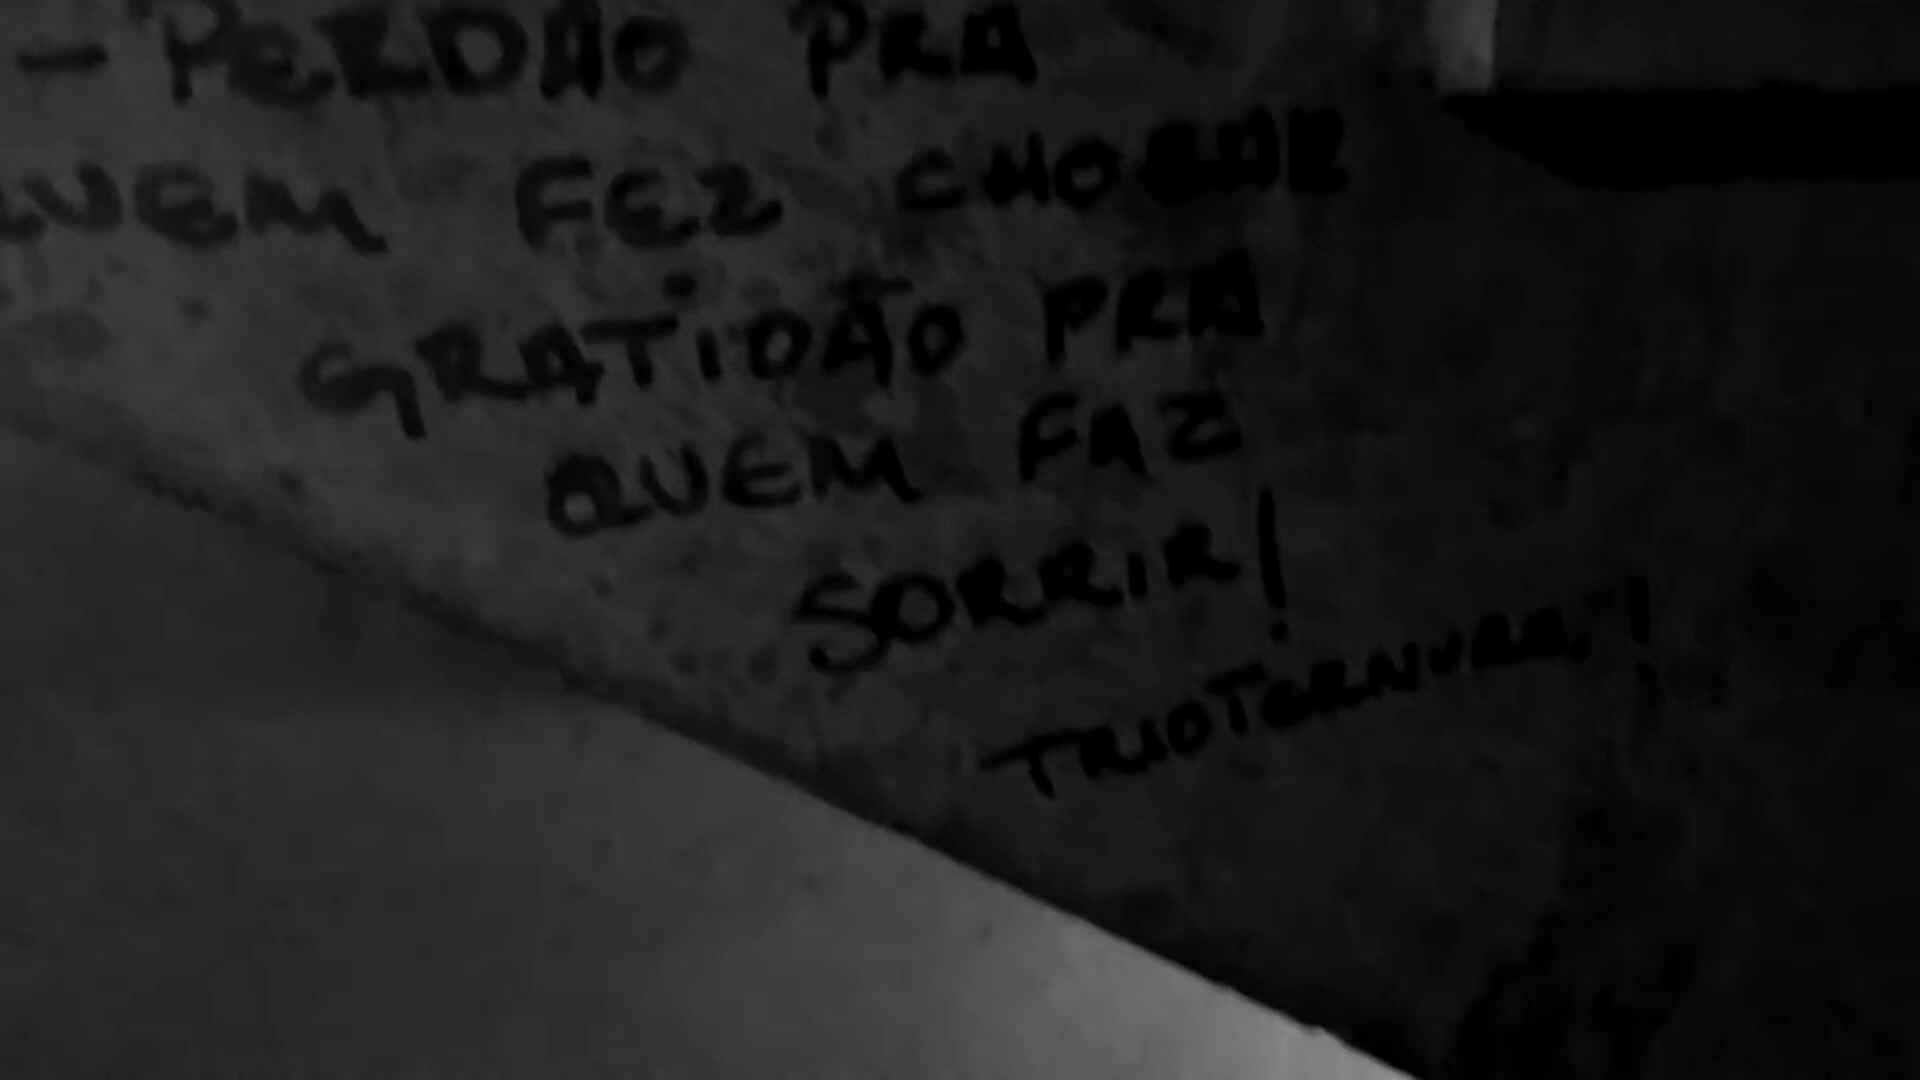 - PERDÃO PRA
QUEM FEZ CHORAR
GRATIDÃO PRA
QUEM FAZ
SORRIR!
TRIOTERNURA!